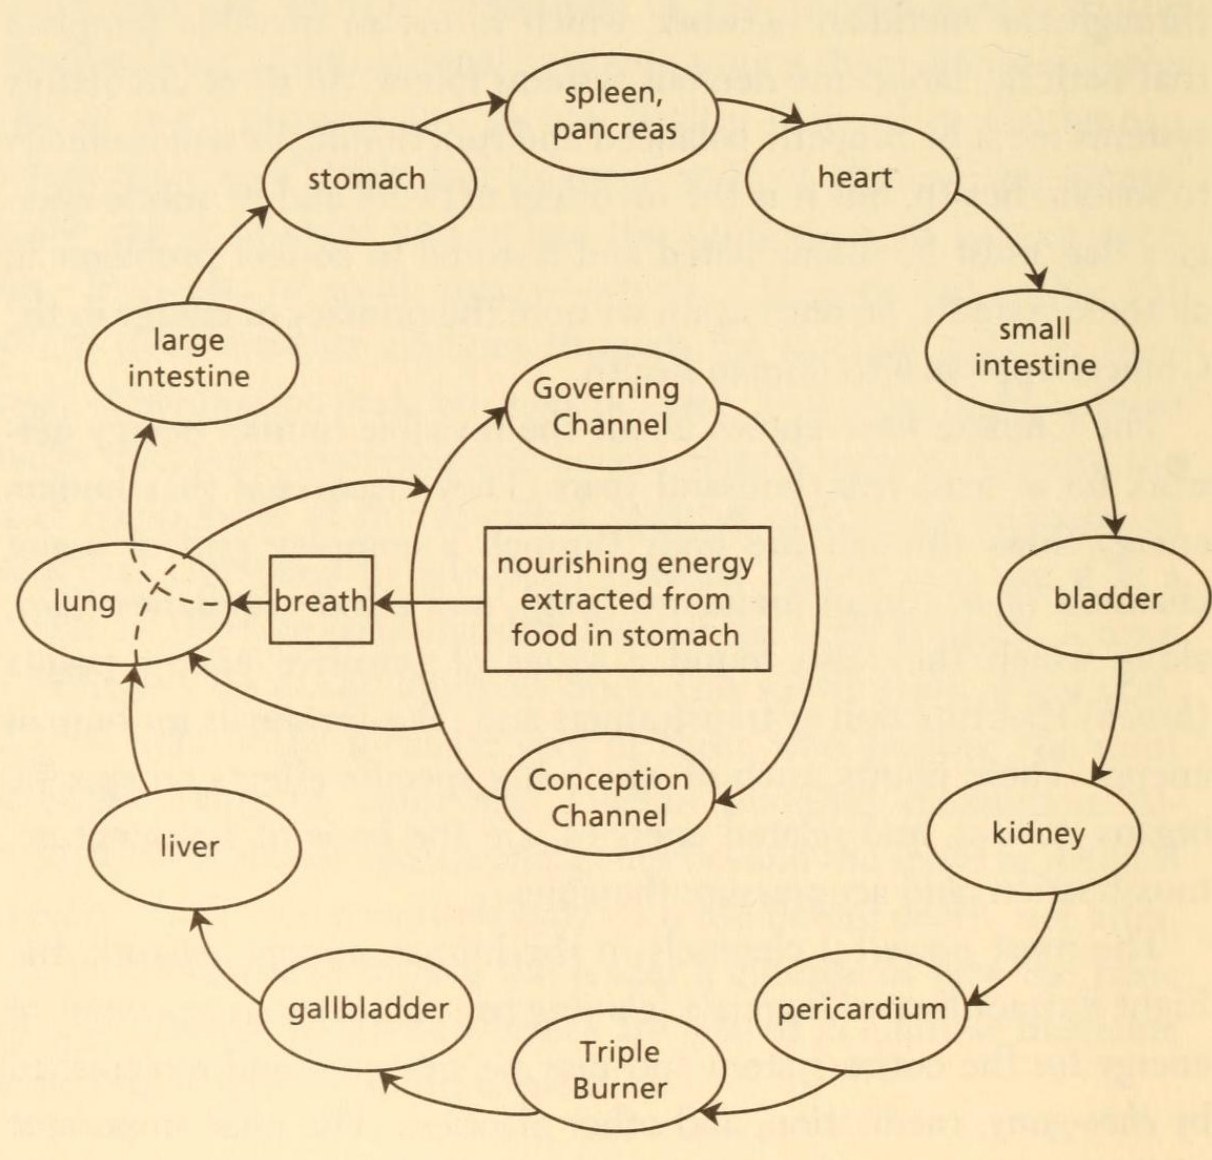 spleen,
pancreas
stomach
heart
large
intestine
small
intestine
Governing
Channel
nourishing energy
extracted from
food in stomach
breath
lung
bladder
Conception
Channel
liver
kidney
gallbladder
pericardium
Triple
Burner